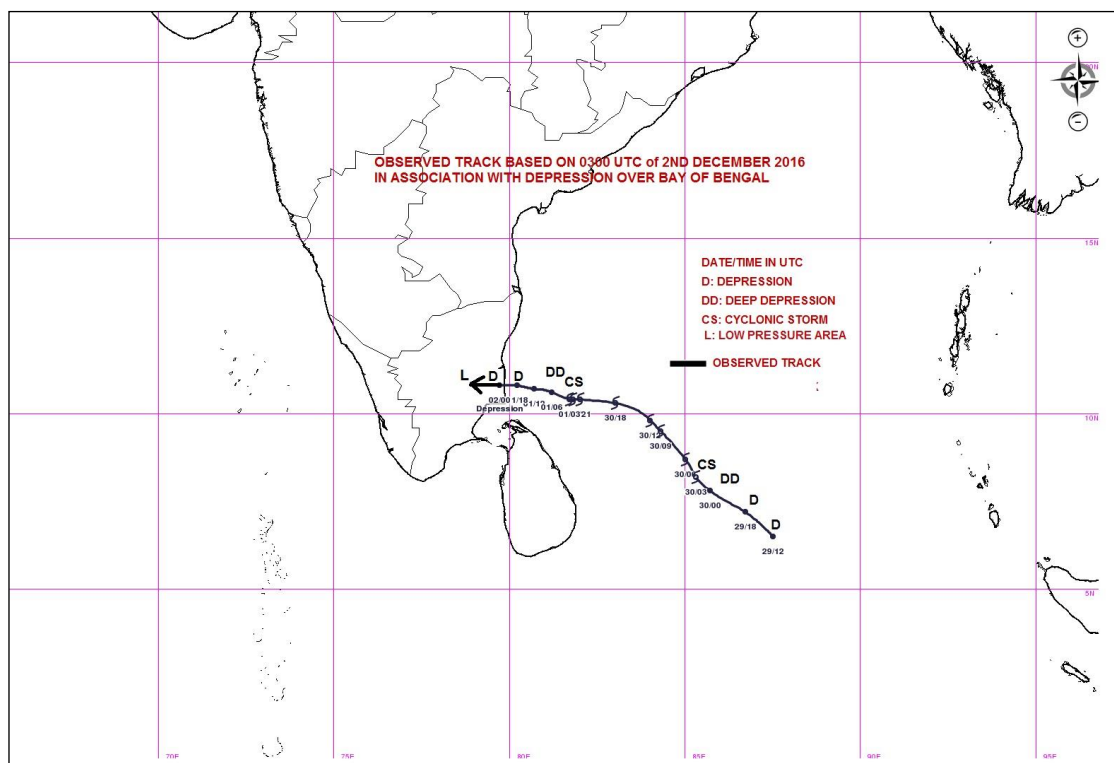 20N
OBSERVED TRACK BASED ON 0300 UTC of 2ND DECEMBER 2016
IN ASSOCIATION WITH DEPRESSION OVER BAY OF BENGAL
15N
DATE/TIME IN UTC
D: DEPRESSION
DD: DEEP DEPRESSION
CS: CYCLONIC STORM
L: LOW PRESSURE AREA
OBSERVED TRACK
L D D DD
CS
02/00 1/18 01/12 01/06 01/03 21 30/18
Depression
10N
30/12
30/09
30/06 CS
30/03 DD
30/00
D
29/18
D
29/12
5N
70E 75E 80E 85E 90E 95E